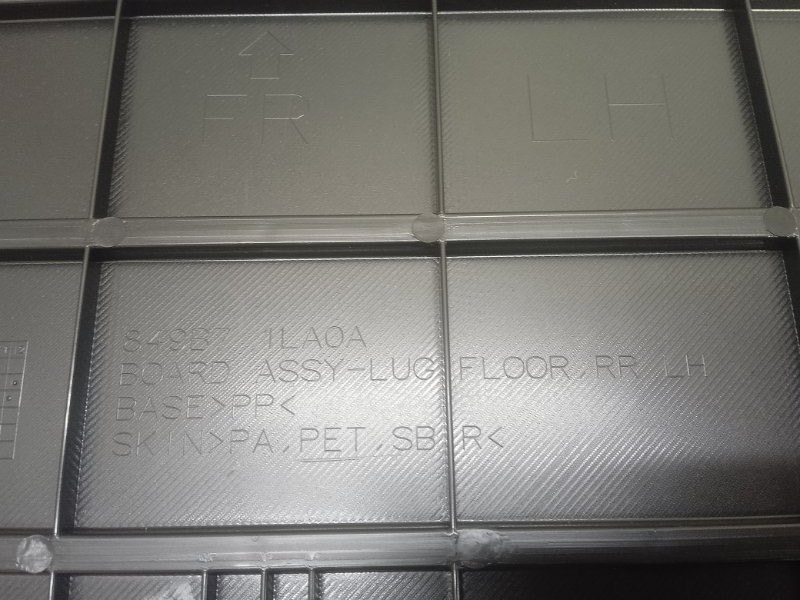 FR
LH
849B7 1LA0A
BOARD ASSY-LUG FLOOR,RR LH
BASE>PP<
SKIN>PA,PET,SBR<